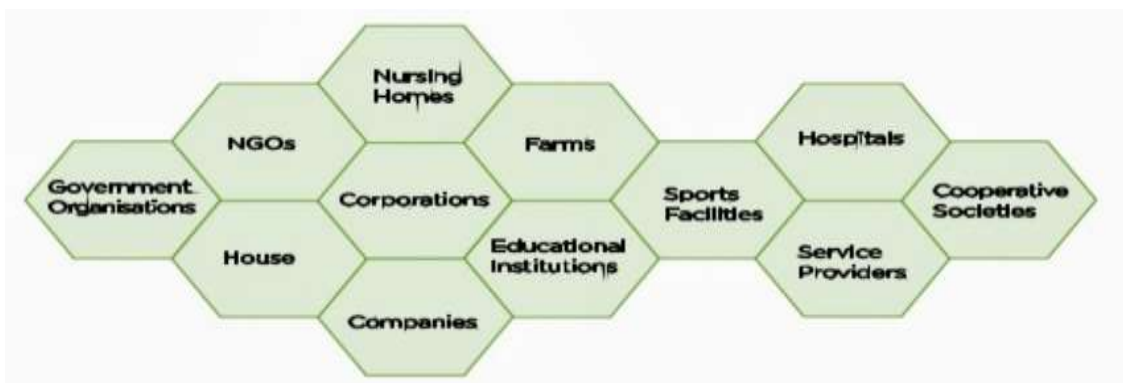 Nursing
Homes
NGOs
Farms
Hospitals
Government
Organisations
Corporations
Sports
Facilities
Cooperative
Societies
House
Educational
Institutions
Service
Providers
Companies